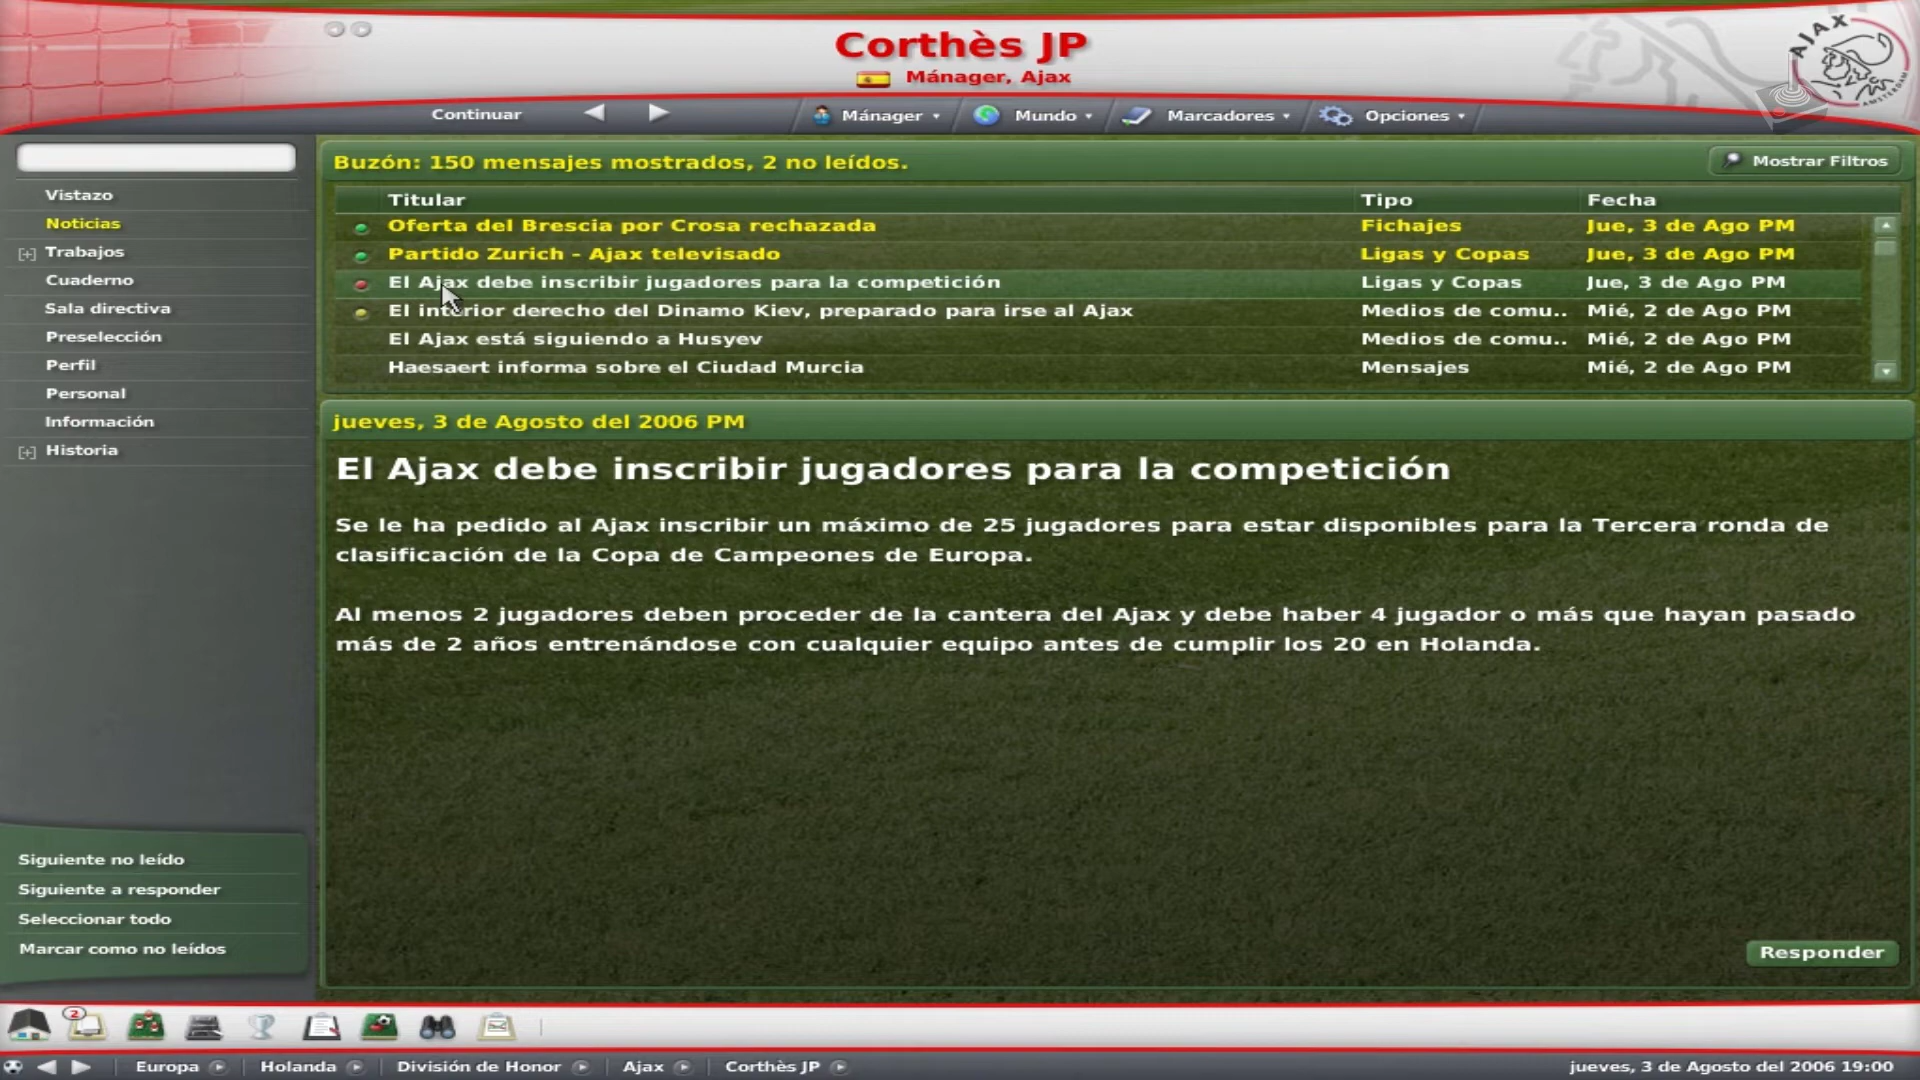 Corthès JP
Mánager, Ajax
AJAX
AMSTERDAM
Continuar
Mánager
Mundo
Marcadores
Opciones
Buzón: 150 mensajes mostrados, 2 no leídos.
Mostrar Filtros
Vistazo
Noticias
[+] Trabajos
Cuaderno
Sala directiva
Preselección
Perfil
Personal
Información
[+] Historia
Titular Tipo Fecha
Oferta del Brescia por Crosa rechazada Fichajes Jue, 3 de Ago PM
Partido Zurich - Ajax televisado Ligas y Copas Jue, 3 de Ago PM
El Ajax debe inscribir jugadores para la competición Ligas y Copas Jue, 3 de Ago PM
El interior derecho del Dinamo Kiev, preparado para irse al Ajax Medios de comu.. Mié, 2 de Ago PM
El Ajax está siguiendo a Husyev Medios de comu.. Mié, 2 de Ago PM
Haesaert informa sobre el Ciudad Murcia Mensajes Mié, 2 de Ago PM
jueves, 3 de Agosto del 2006 PM
El Ajax debe inscribir jugadores para la competición
Se le ha pedido al Ajax inscribir un máximo de 25 jugadores para estar disponibles para la Tercera ronda de
clasificación de la Copa de Campeones de Europa.
Al menos 2 jugadores deben proceder de la cantera del Ajax y debe haber 4 jugador o más que hayan pasado
más de 2 años entrenándose con cualquier equipo antes de cumplir los 20 en Holanda.
Siguiente no leído
Siguiente a responder
Seleccionar todo
Marcar como no leídos
Responder
2
Europa
Holanda
División de Honor
Ajax
Corthès JP
jueves, 3 de Agosto del 2006 19:00